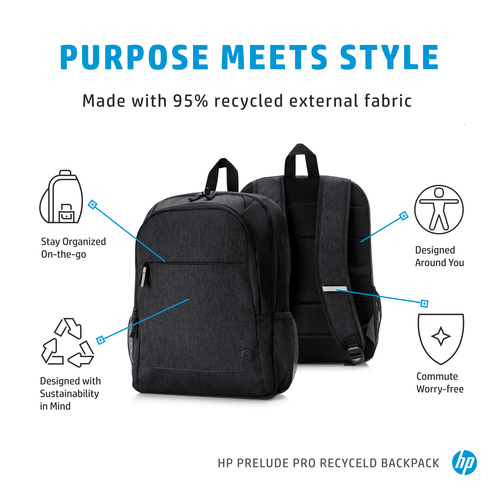 PURPOSE MEETS STYLE
Made with 95% recycled external fabric
Stay Organized
On-the-go
Designed
Around You
Designed with
Sustainability
in Mind
Commute
Worry-free
HP PRELUDE PRO RECYCELD BACKPACK
hp